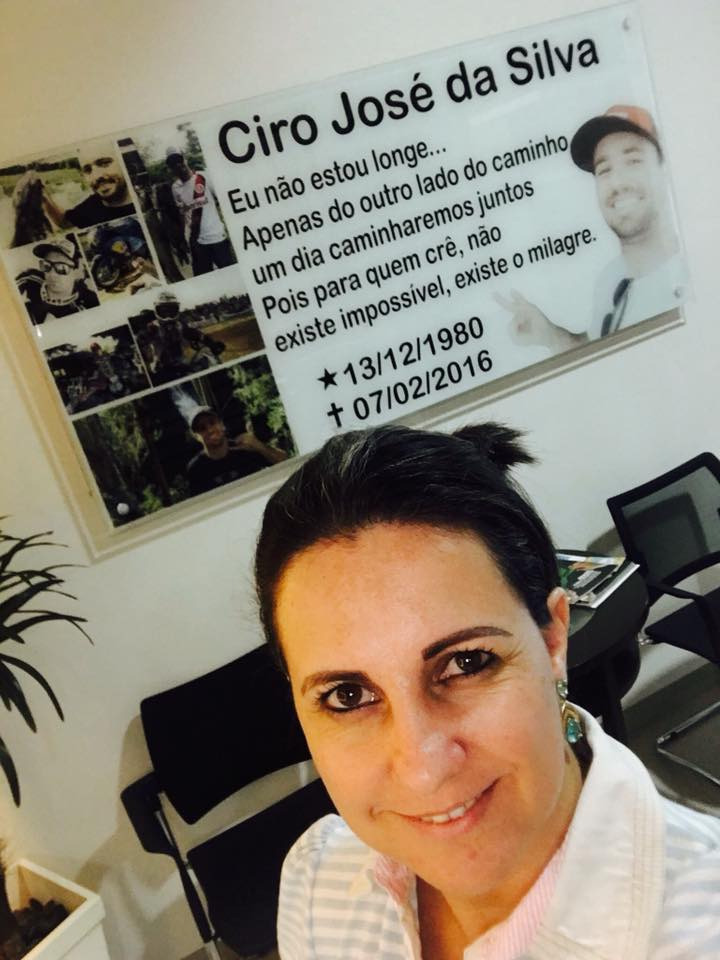 Ciro José da Silva
Eu não estou longe...
Apenas do outro lado do caminho
um dia caminharemos juntos
Pois para quem crê, não
existe impossível, existe o milagre.
★ 13/12/1980
✝ 07/02/2016